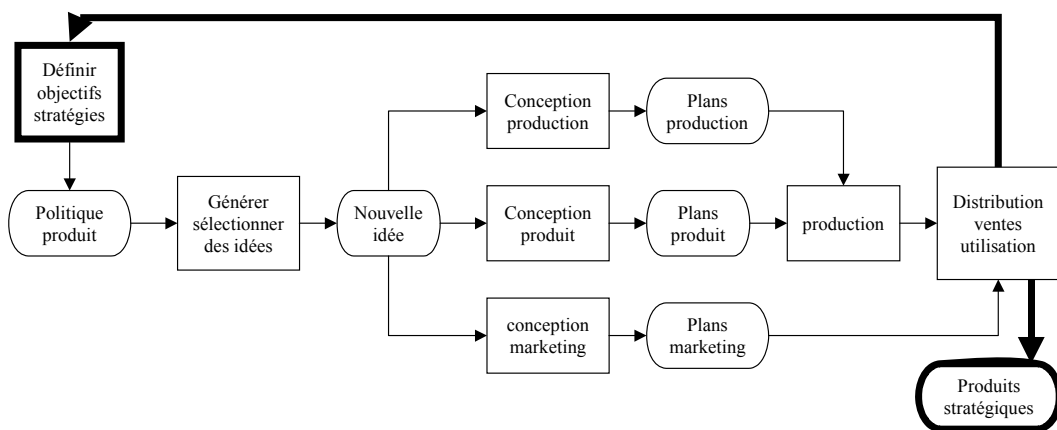 Définir
objectifs
stratégies
Conception
production
Plans
production
Politique
produit
Générer
sélectionner
des idées
Nouvelle
idée
Conception
produit
Plans
produit
production
Distribution
ventes
utilisation
conception
marketing
Plans
marketing
Produits
stratégiques